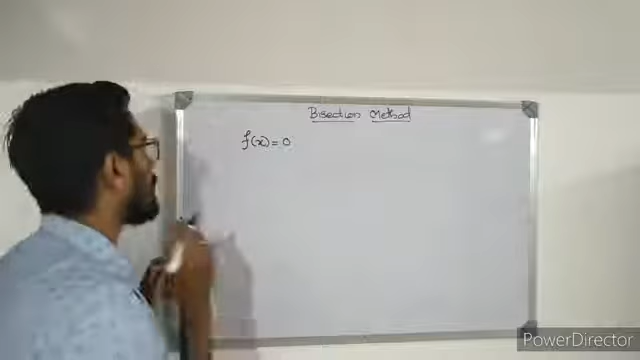 Bisection Method
f(x) = 0
PowerDirector